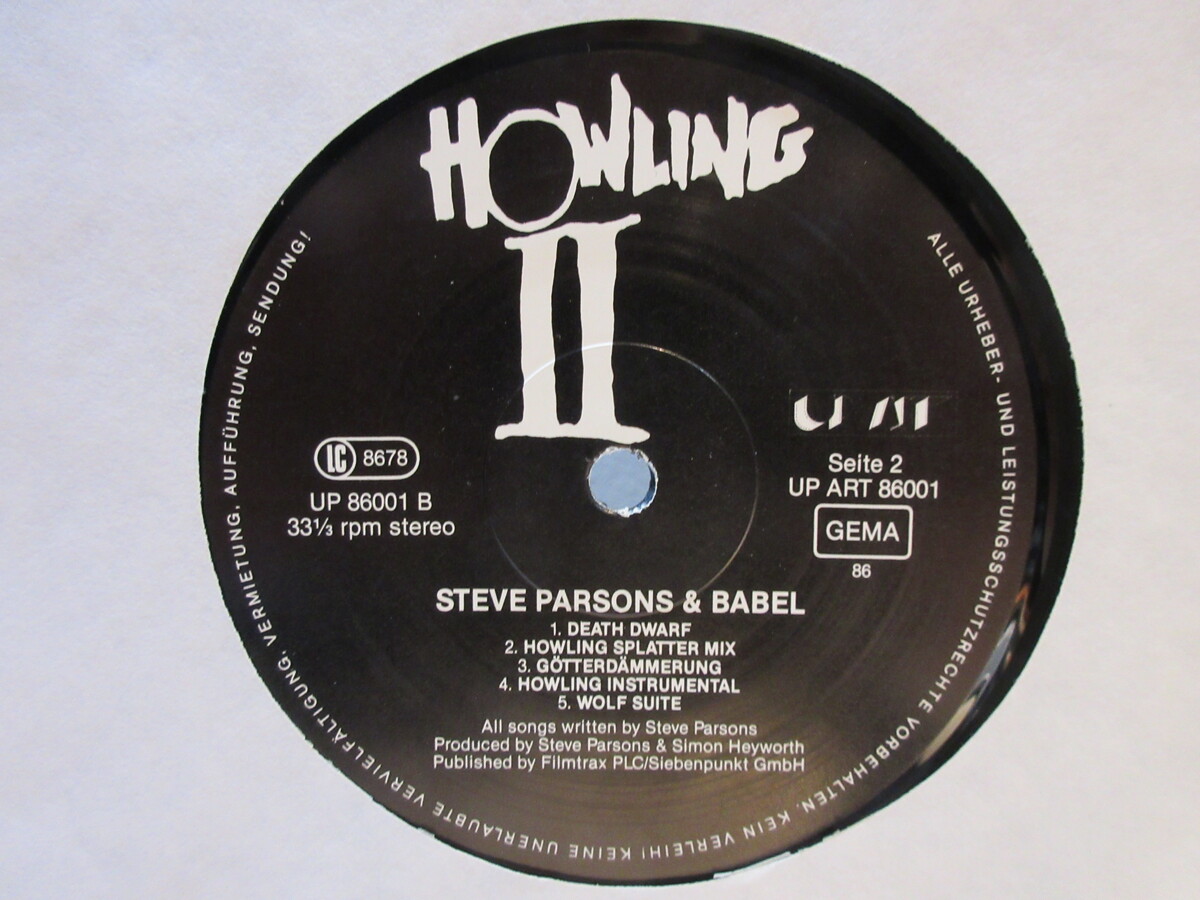 HOWLING
II
LC 8678
UP 86001 B
33⅓ rpm stereo
Seite 2
UP ART 86001
GEMA
86
STEVE PARSONS & BABEL
1. DEATH DWARF
2. HOWLING SPLATTER MIX
3. GÖTTERDÄMMERUNG
4. HOWLING INSTRUMENTAL
5. WOLF SUITE
All songs written by Steve Parsons
Produced by Steve Parsons & Simon Heyworth
Published by Filmtrax PLC/Siebenpunkt GmbH
ALLE URHEBER- UND LEISTUNGSSCHUTZRECHTE VORBEHALTEN. KEIN VERLEIH! KEINE UNERLAUBTE VERVIELFÄLTIGUNG, VERMIETUNG, AUFFÜHRUNG, SENDUNG!